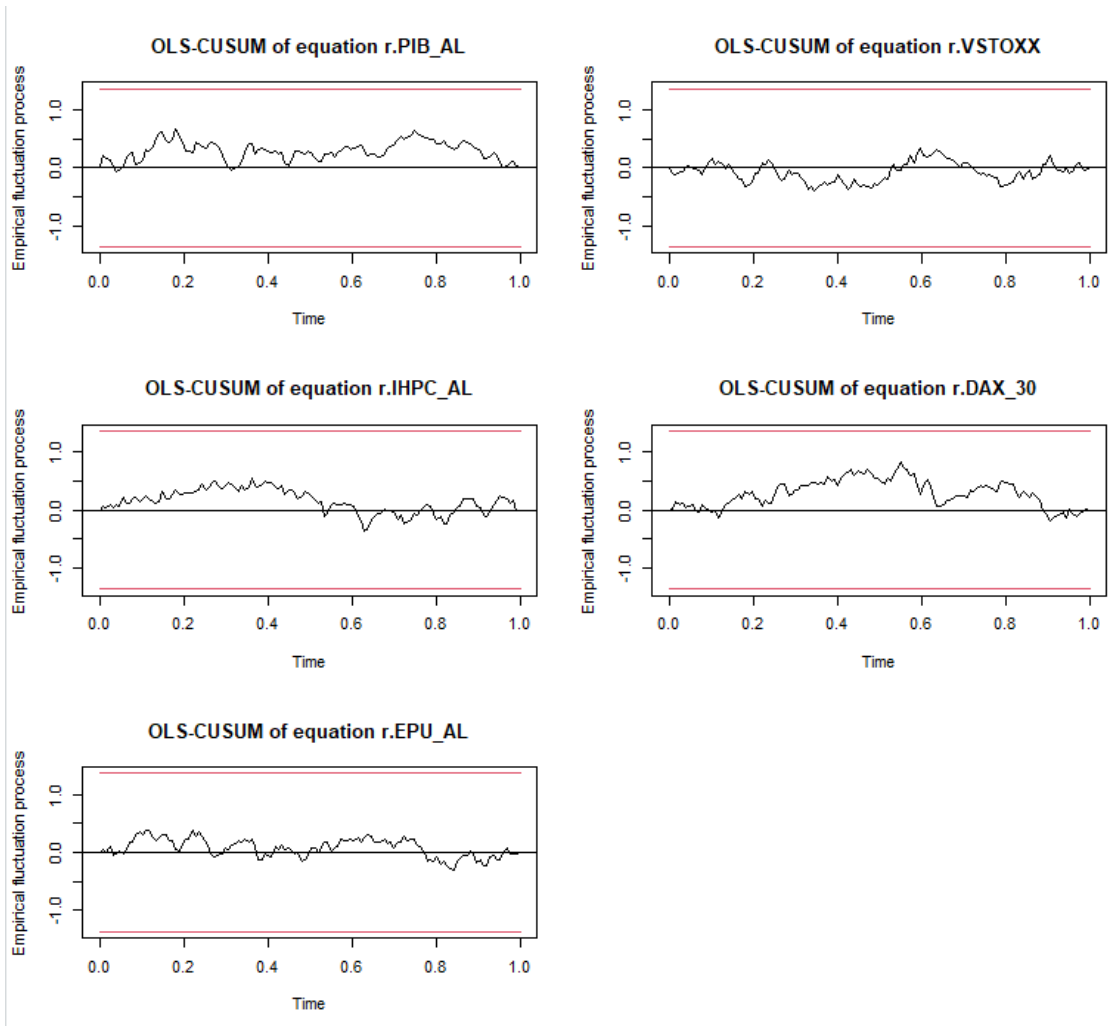 OLS-CUSUM of equation r.PIB_AL
Empirical fluctuation process
1.0
0.0
-1.0
0.0 0.2 0.4 0.6 0.8 1.0
Time
OLS-CUSUM of equation r.VSTOXX
Empirical fluctuation process
1.0
0.0
-1.0
0.0 0.2 0.4 0.6 0.8 1.0
Time
OLS-CUSUM of equation r.IHPC_AL
Empirical fluctuation process
1.0
0.0
-1.0
0.0 0.2 0.4 0.6 0.8 1.0
Time
OLS-CUSUM of equation r.DAX_30
Empirical fluctuation process
1.0
0.0
-1.0
0.0 0.2 0.4 0.6 0.8 1.0
Time
OLS-CUSUM of equation r.EPU_AL
Empirical fluctuation process
1.0
0.0
-1.0
0.0 0.2 0.4 0.6 0.8 1.0
Time